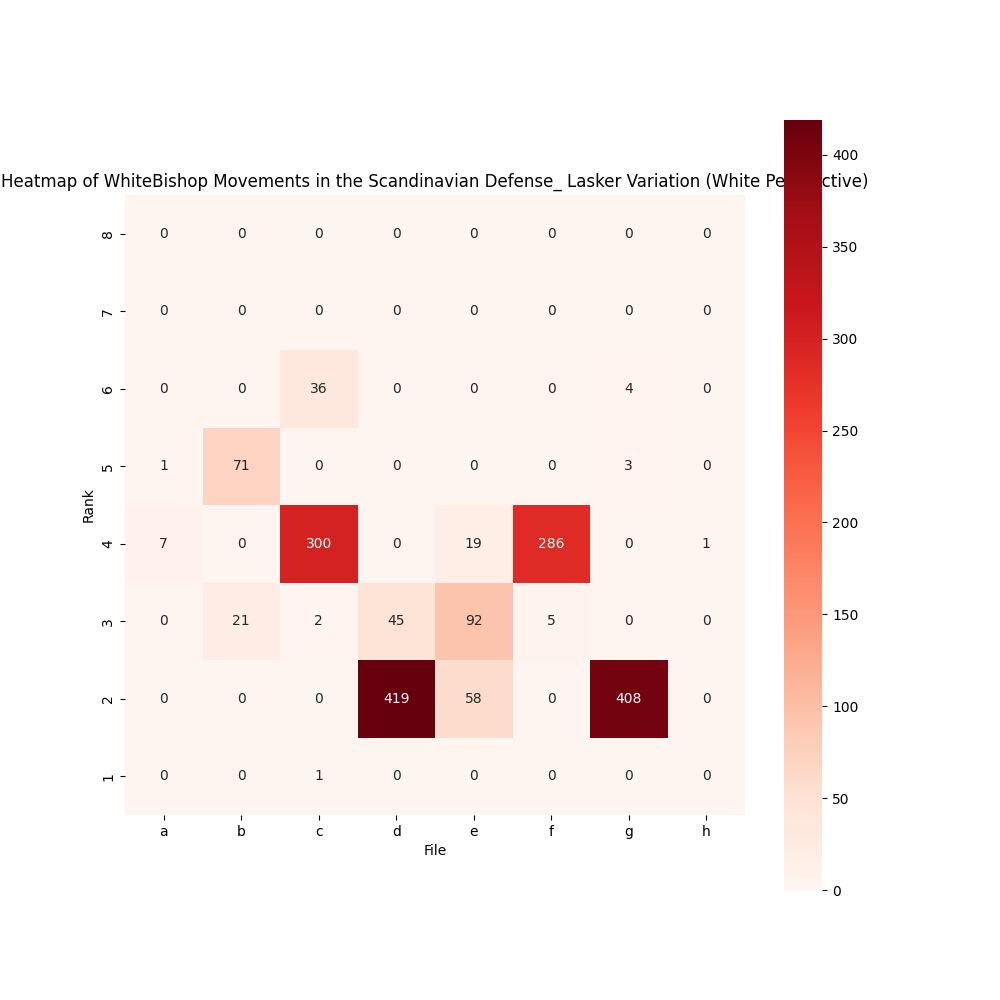 Heatmap of WhiteBishop Movements in the Scandinavian Defense_ Lasker Variation (White Pe ctive)
8 0 0 0 0 0 0 0 0
7 0 0 0 0 0 0 0 0
6 0 0 36 0 0 0 4 0
5 1 71 0 0 0 0 3 0
4 7 0 300 0 19 286 0 1
3 0 21 2 45 92 5 0 0
2 0 0 0 419 58 0 408 0
1 0 0 1 0 0 0 0 0
a b c d e f g h
File
Rank
400
350
300
250
200
150
100
50
0